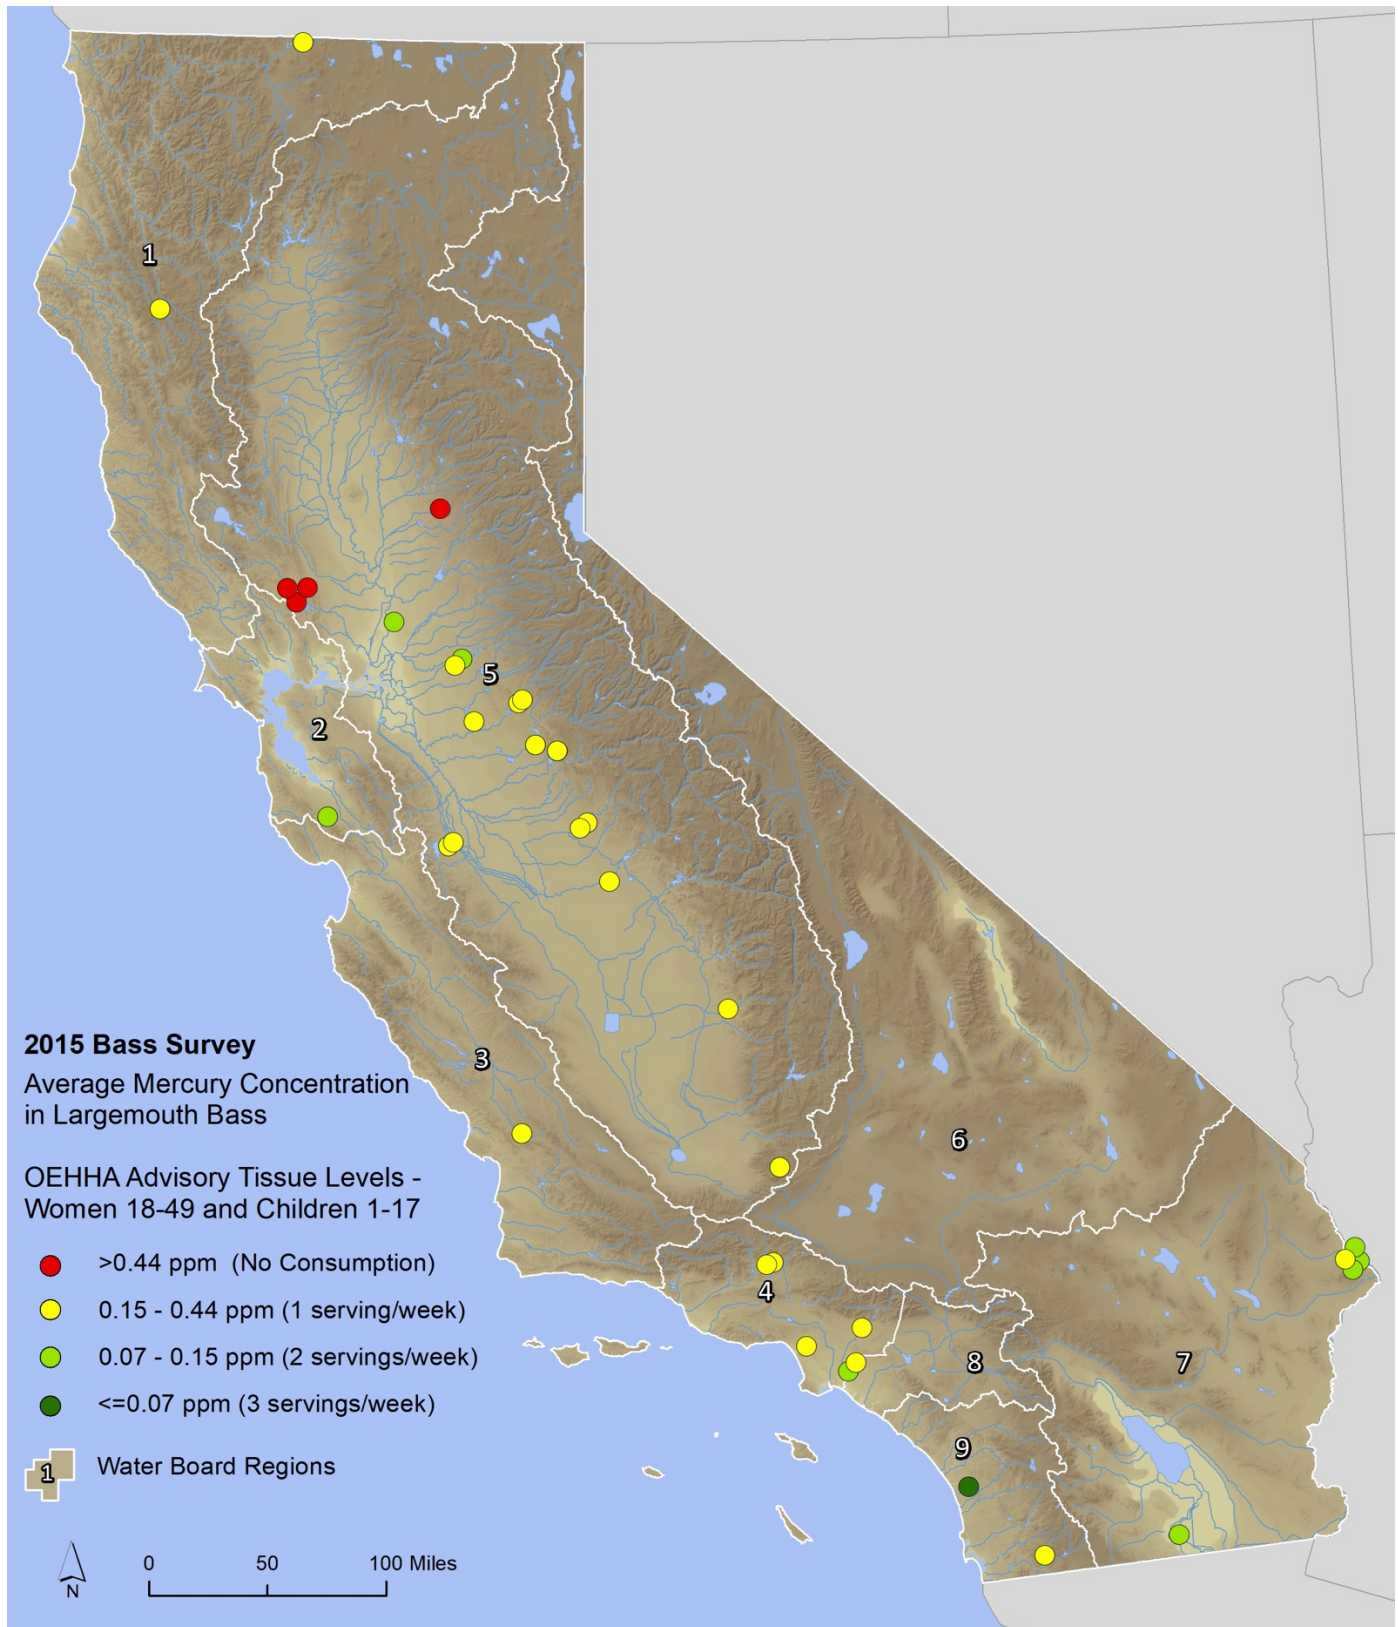 1
5
2
2015 Bass Survey
Average Mercury Concentration
in Largemouth Bass
3
OEHHA Advisory Tissue Levels -
Women 18-49 and Children 1-17
6
>0.44 ppm (No Consumption)
4
0.15 - 0.44 ppm (1 serving/week)
0.07 - 0.15 ppm (2 servings/week)
8
7
<=0.07 ppm (3 servings/week)
9
1
Water Board Regions
N
0 50 100 Miles